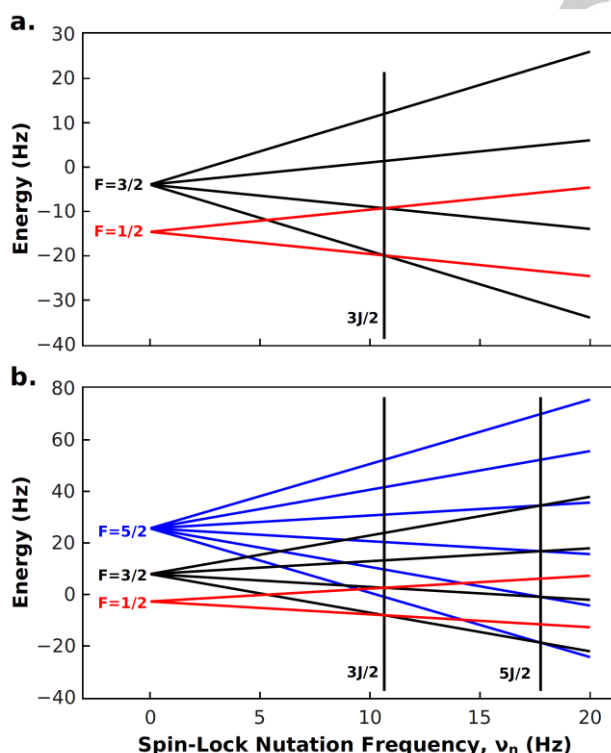 a.
30
20
10
0
−10
−20
−30
−40
Energy (Hz)
F=3/2
F=1/2
3J/2
b.
80
60
40
20
0
−20
−40
Energy (Hz)
F=5/2
F=3/2
F=1/2
3J/2 5J/2
0 5 10 15 20
Spin-Lock Nutation Frequency, νn (Hz)